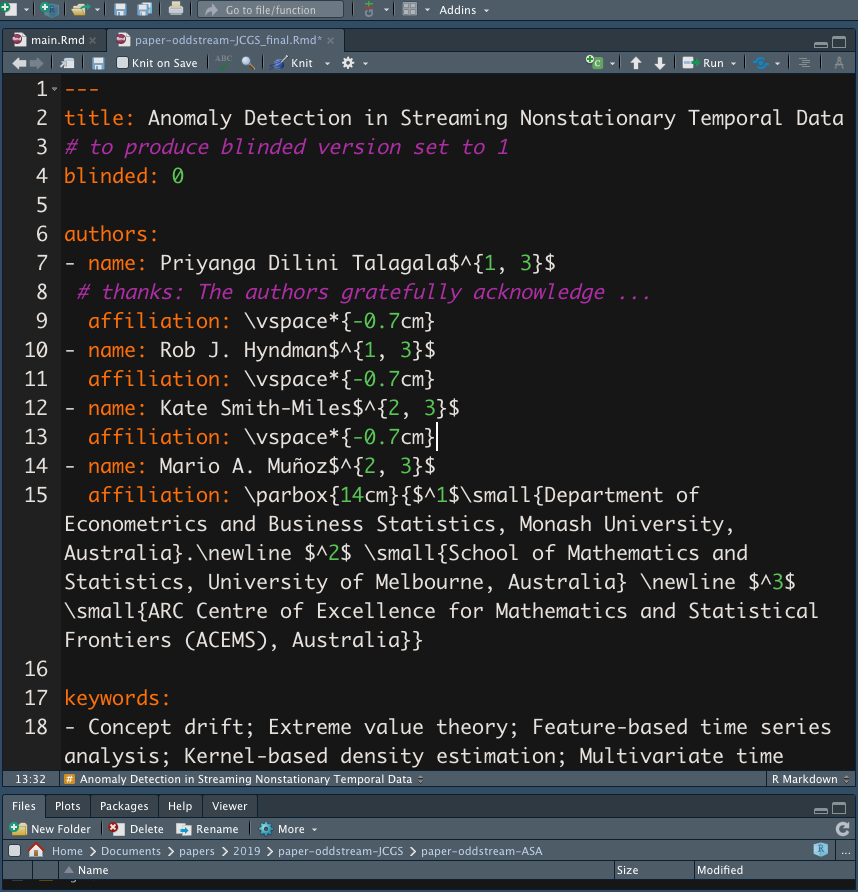 Go to file/function
Addins
main.Rmd
paper-oddstream-JCGS_final.Rmd*
Knit on Save
ABC
Knit
Run
1 ---
2 title: Anomaly Detection in Streaming Nonstationary Temporal Data
3 # to produce blinded version set to 1
4 blinded: 0
5
6 authors:
7 - name: Priyanga Dilini Talagala$^{1, 3}$
8 # thanks: The authors gratefully acknowledge ...
9 affiliation: \vspace*{-0.7cm}
10 - name: Rob J. Hyndman$^{1, 3}$
11 affiliation: \vspace*{-0.7cm}
12 - name: Kate Smith-Miles$^{2, 3}$
13 affiliation: \vspace*{-0.7cm}
14 - name: Mario A. Muñoz$^{2, 3}$
15 affiliation: \parbox{14cm}{$^1$\small{Department of
Econometrics and Business Statistics, Monash University,
Australia}.\newline $^2$ \small{School of Mathematics and
Statistics, University of Melbourne, Australia} \newline $^3$
\small{ARC Centre of Excellence for Mathematics and Statistical
Frontiers (ACEMS), Australia}}
16
17 keywords:
18 - Concept drift; Extreme value theory; Feature-based time series
analysis; Kernel-based density estimation; Multivariate time
13:32 # Anomaly Detection in Streaming Nonstationary Temporal Data R Markdown
Files Plots Packages Help Viewer
New Folder Delete Rename More
Home Documents papers 2019 paper-oddstream-JCGS paper-oddstream-ASA R ...
Name Size Modified